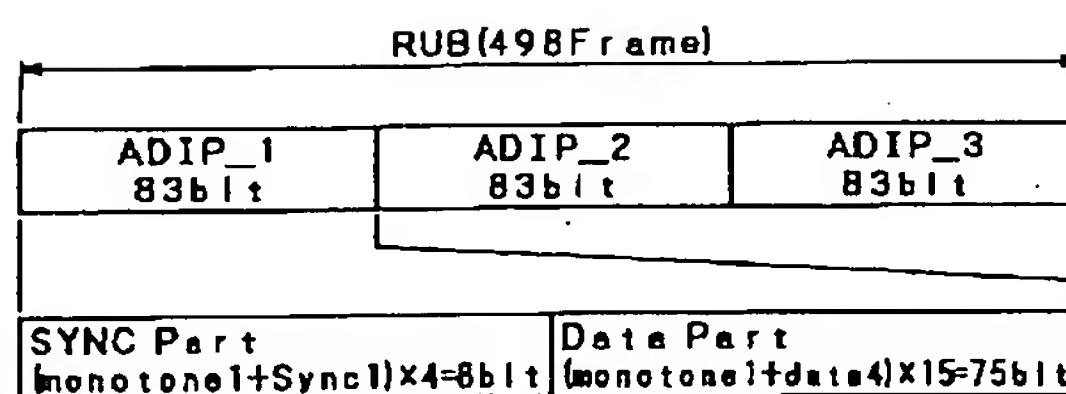 RUB(498Frame)
ADIP_1
83bit
ADIP_2
83bit
ADIP_3
83bit
SYNC Part
(monotone1+Sync1)×4=8bit
Data Part
(monotone1+data4)×15=75bit